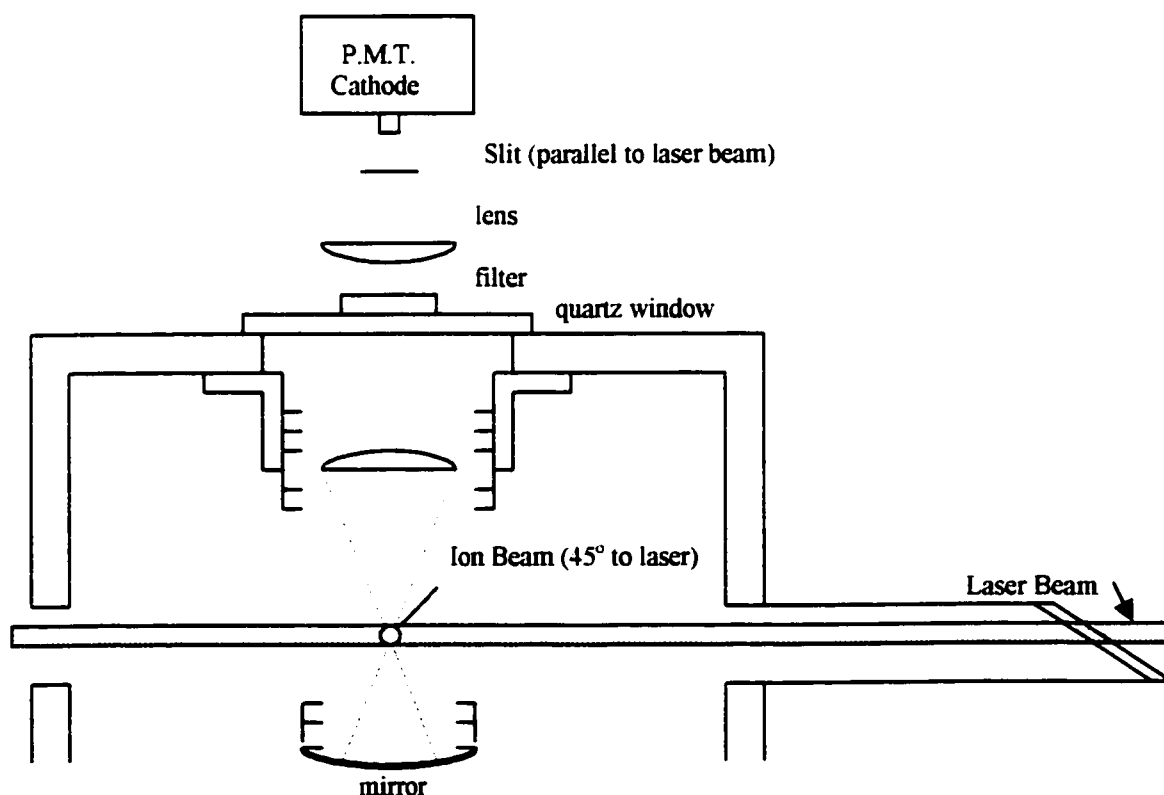 P.M.T.
Cathode
Slit (parallel to laser beam)
lens
filter
quartz window
Ion Beam (45° to laser)
Laser Beam
mirror